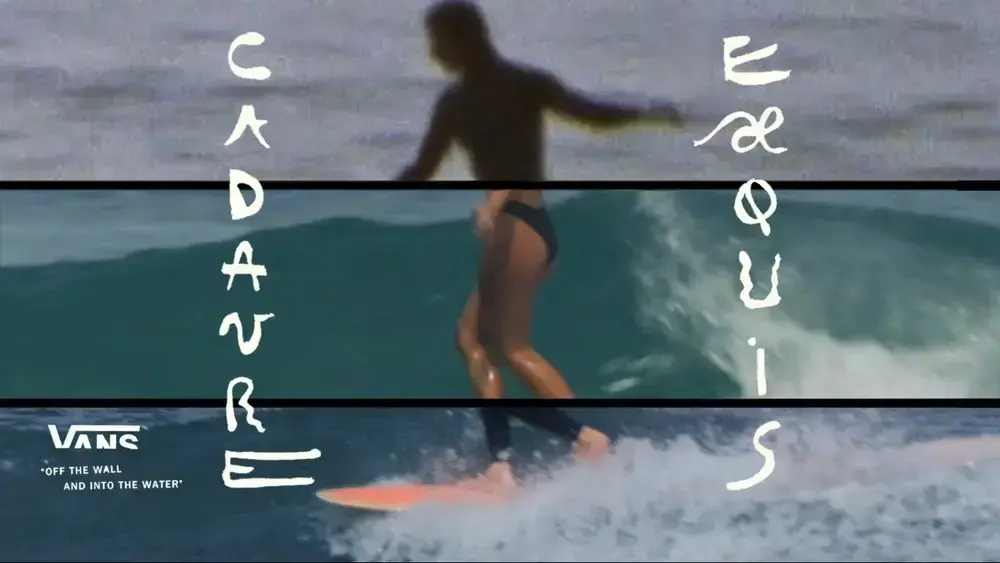 CADAVRE
EXQUIS
VANS
"OFF THE WALL
AND INTO THE WATER"